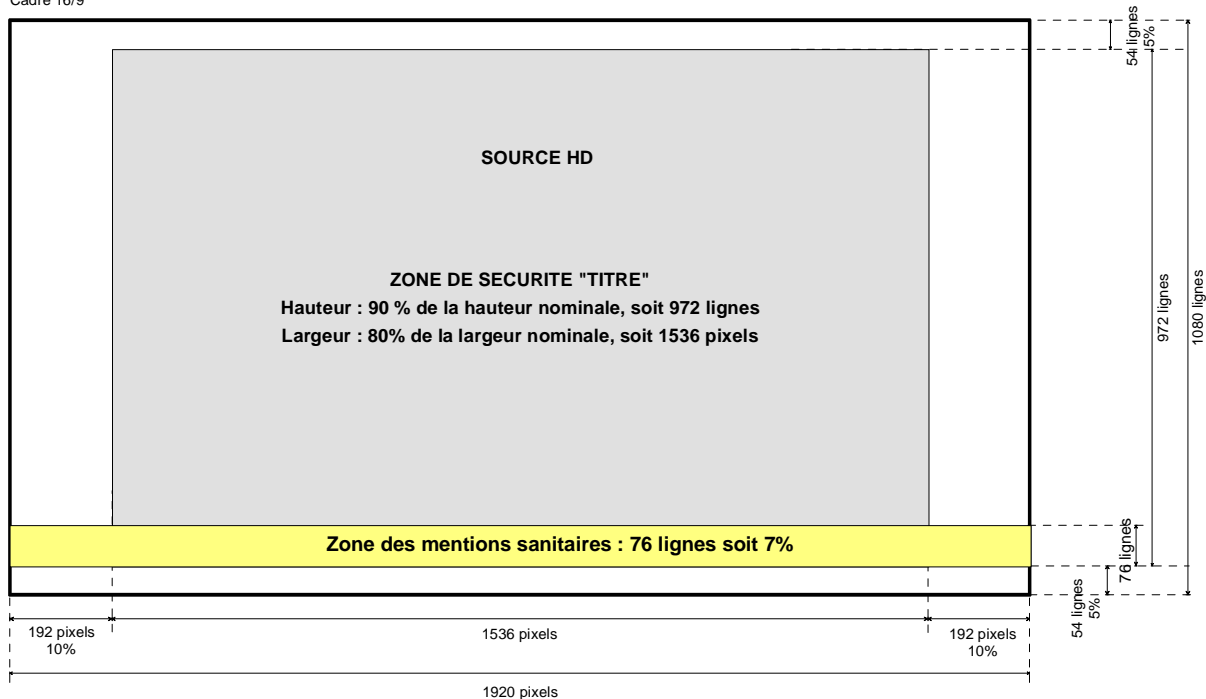 Cadre 16/9
54 lignes
5%
SOURCE HD
ZONE DE SECURITE "TITRE"
Hauteur : 90 % de la hauteur nominale, soit 972 lignes
Largeur : 80% de la largeur nominale, soit 1536 pixels
972 lignes
1080 lignes
Zone des mentions sanitaires : 76 lignes soit 7%
76 lignes
54 lignes
5%
192 pixels
10%
1536 pixels
192 pixels
10%
1920 pixels